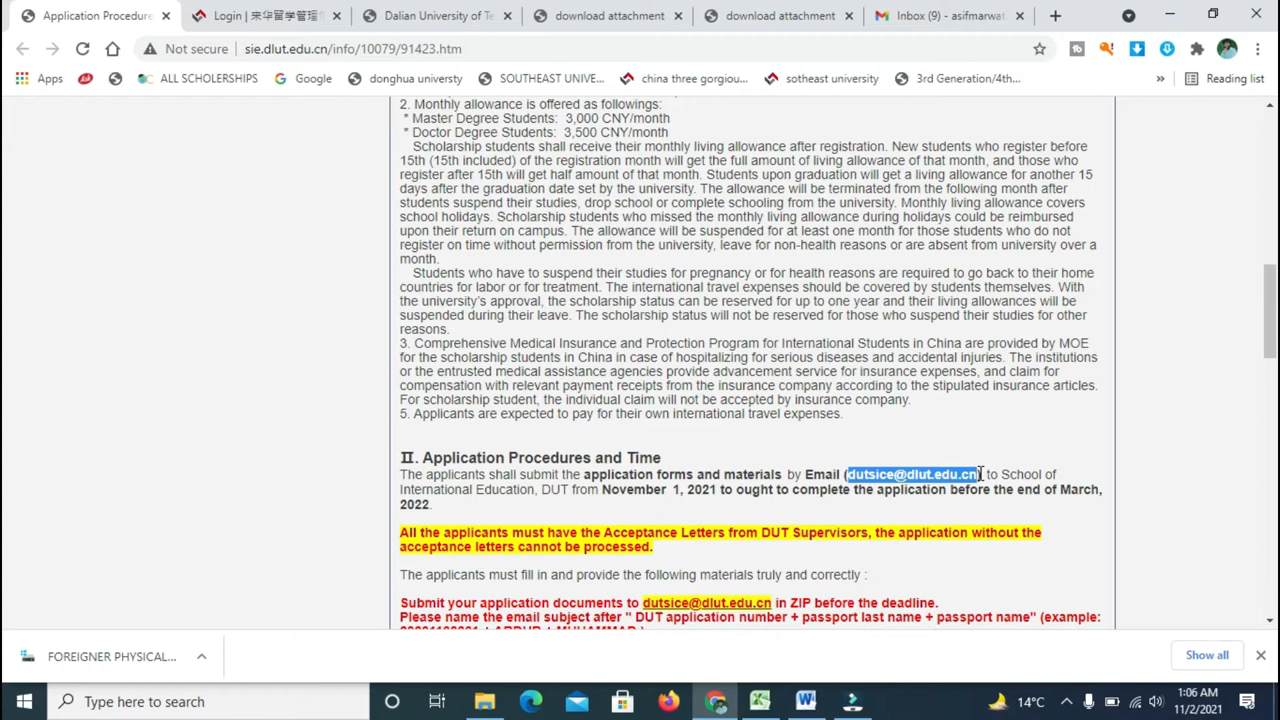 Application Procedure
Login | 来华留学管理
Dalian University of Te
download attachment
download attachment
Inbox (9) - asifmarwat
Not secure
sie.dlut.edu.cn/info/10079/91423.htm
Apps
ALL SCHOLARSHIPS
Google
donghua university
SOUTHEAST UNIVE...
china three gorgiou...
sotheast university
3rd Generation/4th...
»
Reading list
2. Monthly allowance is offered as followings:
* Master Degree Students: 3,000 CNY/month
* Doctor Degree Students: 3,500 CNY/month
Scholarship students shall receive their monthly living allowance after registration. New students who register before
15th (15th included) of the registration month will get the full amount of living allowance of that month, and those who
register after 15th will get half amount of that month. Students upon graduation will get a living allowance for another 15
days after the graduation date set by the university. The allowance will be terminated from the following month after
students suspend their studies, drop school or complete schooling from the university. Monthly living allowance covers
school holidays. Scholarship students who missed the monthly living allowance during holidays could be reimbursed
upon their return on campus. The allowance will be suspended for at least one month for those students who do not
register on time without permission from the university, leave for non-health reasons or are absent from university over a
month.
Students who have to suspend their studies for pregnancy or for health reasons are required to go back to their home
countries for labor or for treatment. The international travel expenses should be covered by students themselves. With
the university's approval, the scholarship status can be reserved for up to one year and their living allowances will be
suspended during their leave. The scholarship status will not be reserved for those who suspend their studies for other
reasons.
3. Comprehensive Medical Insurance and Protection Program for International Students in China are provided by MOE
for the scholarship students in China in case of hospitalizing for serious diseases and accidental injuries. The institutions
or the entrusted medical assistance agencies provide advancement service for insurance expenses, and claim for
compensation with relevant payment receipts from the insurance company according to the stipulated insurance articles.
For scholarship student, the individual claim will not be accepted by insurance company.
5. Applicants are expected to pay for their own international travel expenses.
Ⅱ. Application Procedures and Time
The applicants shall submit the application forms and materials by Email (dutsice@dlut.edu.cn) to School of
International Education, DUT from November 1, 2021 to ought to complete the application before the end of March,
2022.
All the applicants must have the Acceptance Letters from DUT Supervisors, the application without the
acceptance letters cannot be processed.
The applicants must fill in and provide the following materials truly and correctly :
Submit your application documents to dutsice@dlut.edu.cn in ZIP before the deadline.
Please name the email subject after " DUT application number + passport last name + passport name" (example:
FOREIGNER PHYSICAL...
Show all
Type here to search
14°C
1:06 AM
11/2/2021